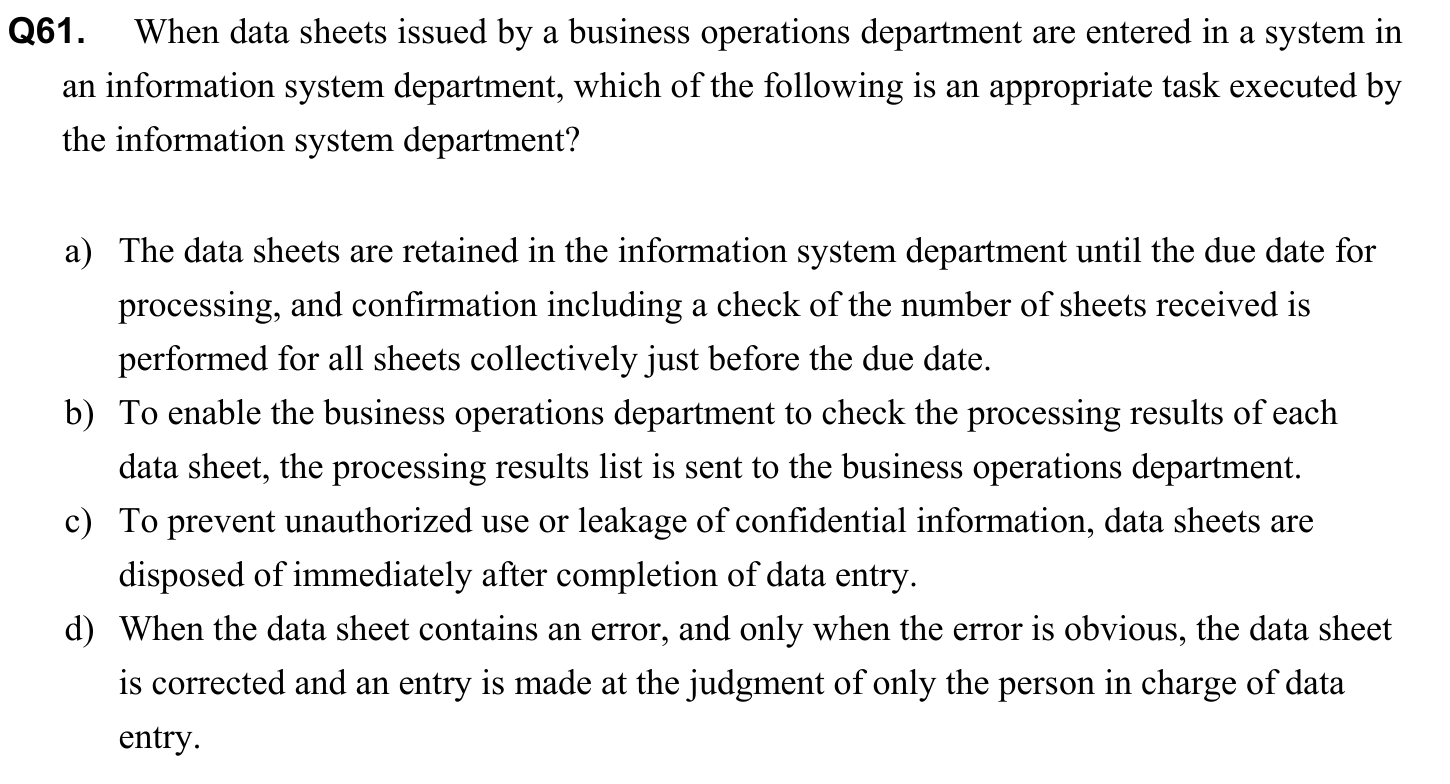 Q61. When data sheets issued by a business operations department are entered in a system in
an information system department, which of the following is an appropriate task executed by
the information system department?
a) The data sheets are retained in the information system department until the due date for
processing, and confirmation including a check of the number of sheets received is
performed for all sheets collectively just before the due date.
b) To enable the business operations department to check the processing results of each
data sheet, the processing results list is sent to the business operations department.
c) To prevent unauthorized use or leakage of confidential information, data sheets are
disposed of immediately after completion of data entry.
d) When the data sheet contains an error, and only when the error is obvious, the data sheet
is corrected and an entry is made at the judgment of only the person in charge of data
entry.